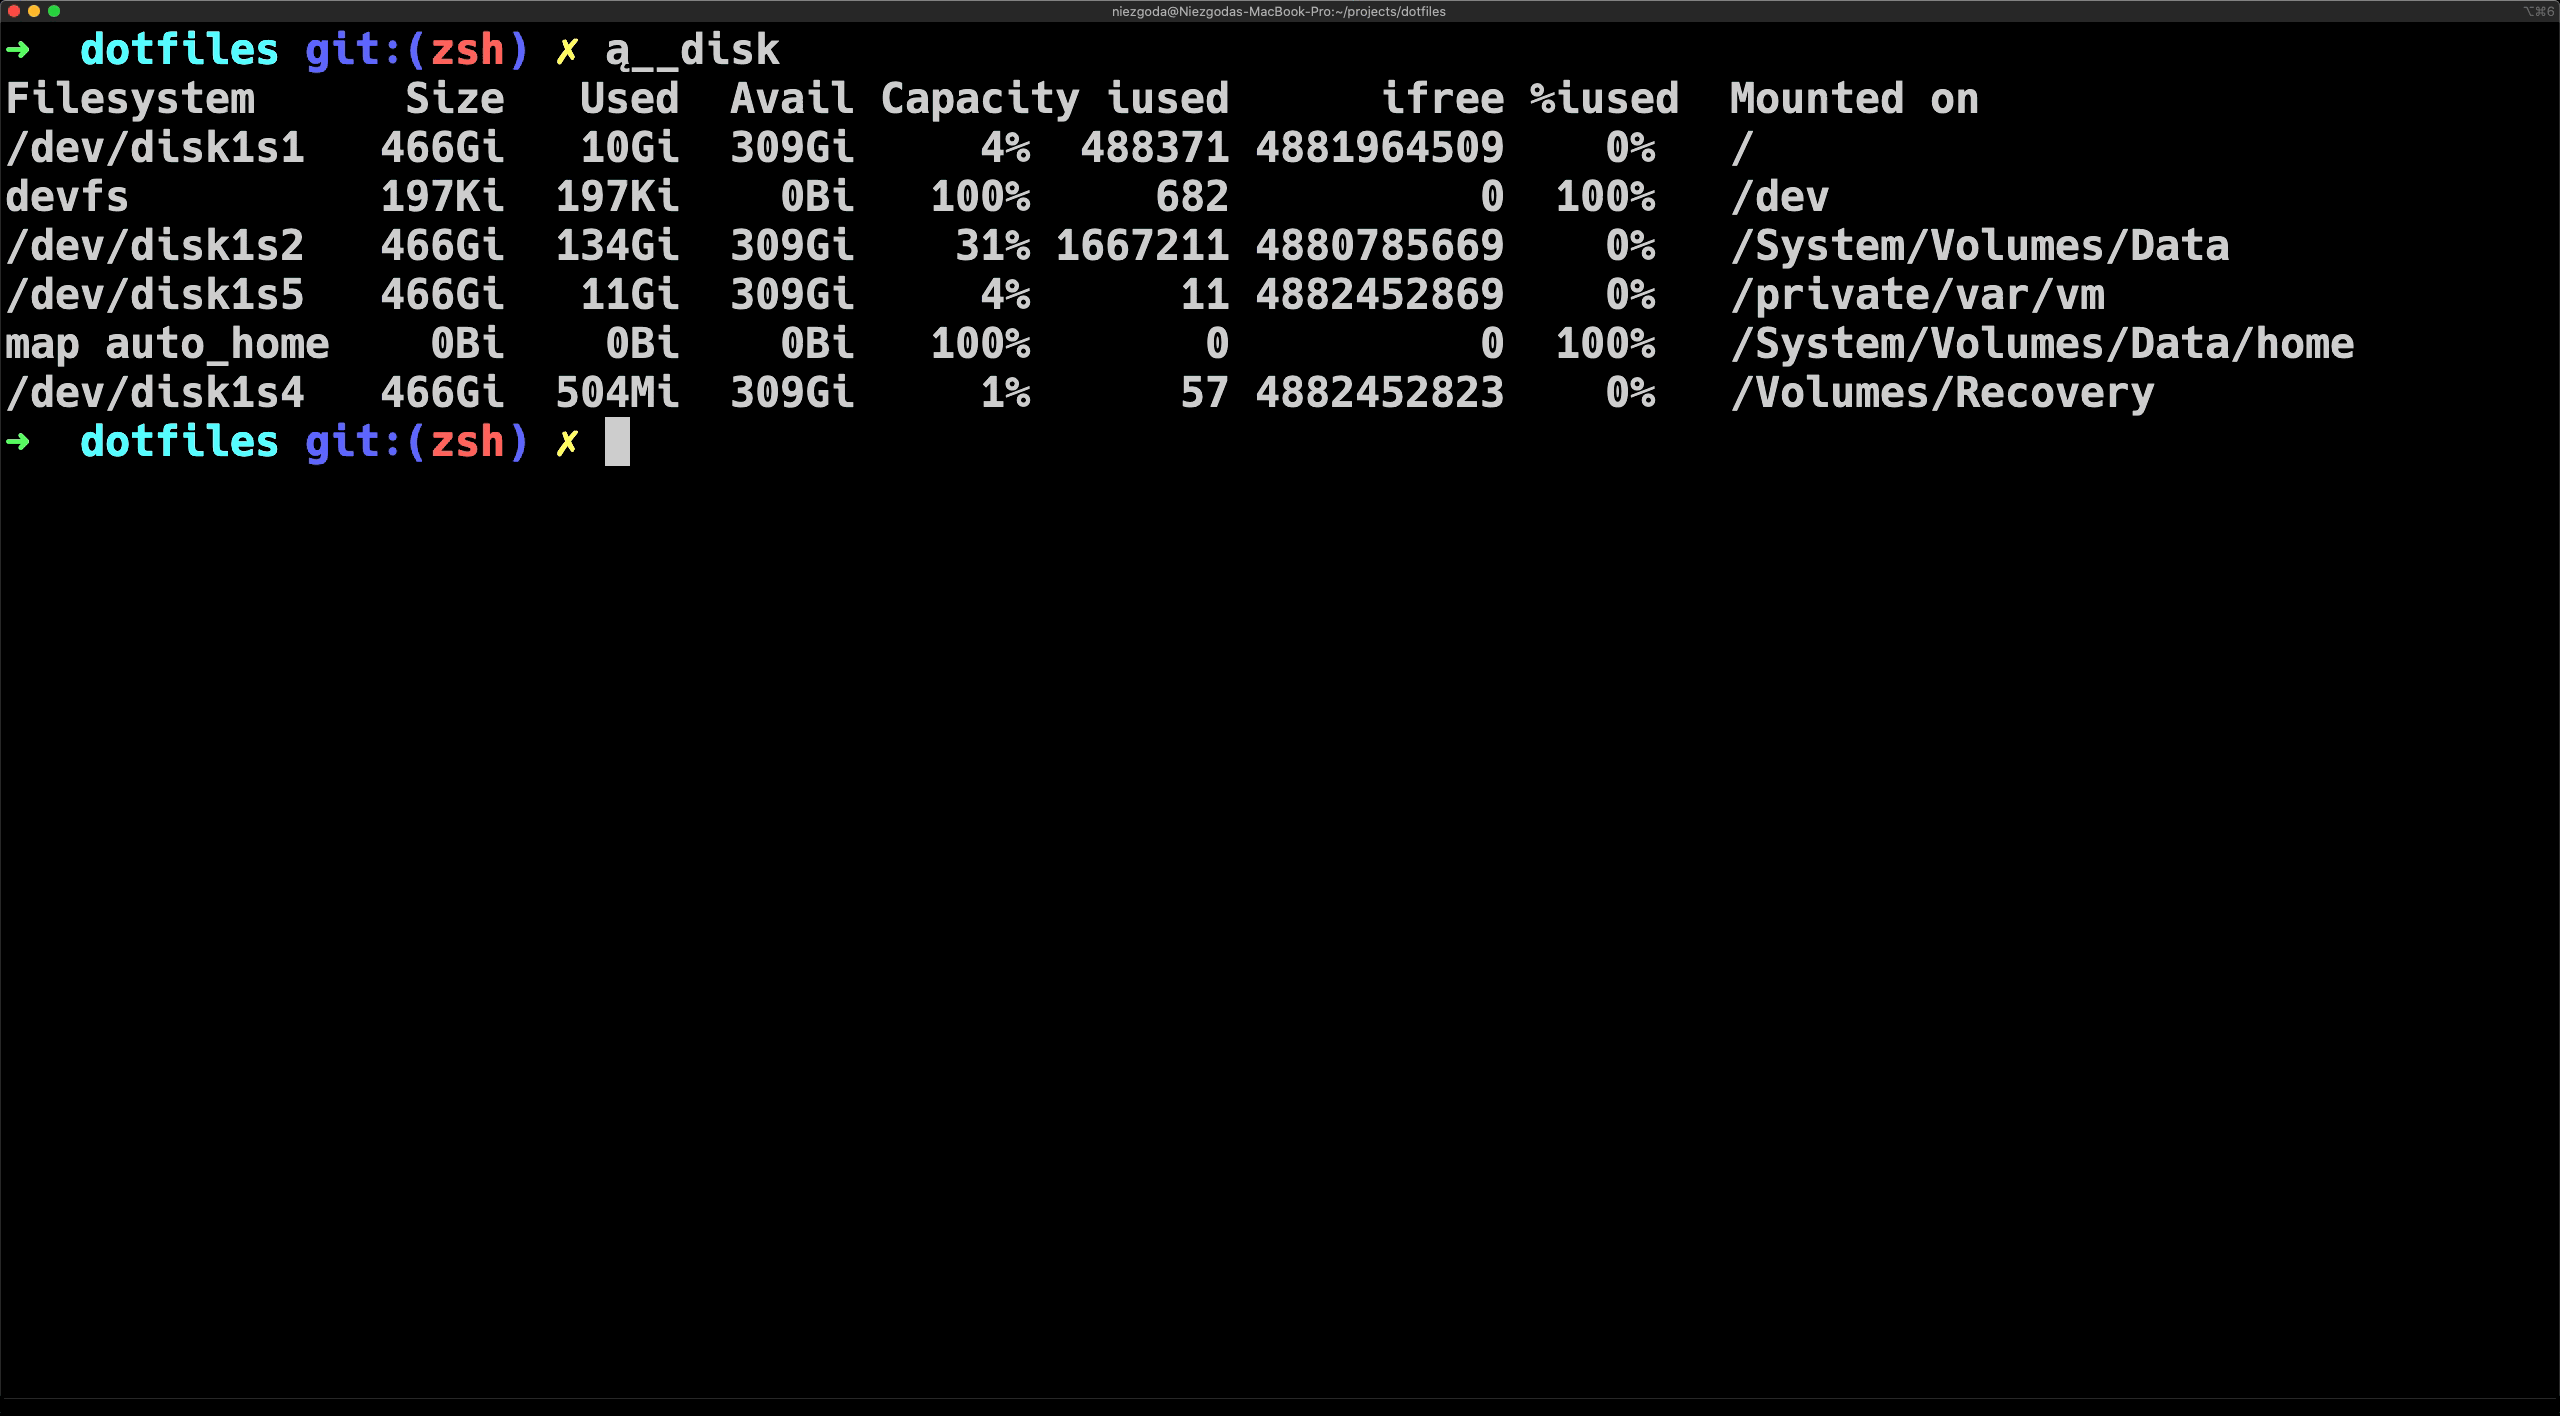 niezgoda@Niezgodas-MacBook-Pro:~/projects/dotfiles ⌥⌘6
➜  dotfiles git:(zsh) ✗ ą__disk
Filesystem      Size   Used  Avail Capacity iused      ifree %iused  Mounted on
/dev/disk1s1   466Gi   10Gi  309Gi     4%  488371 4881964509    0%   /
devfs          197Ki  197Ki    0Bi   100%     682          0  100%   /dev
/dev/disk1s2   466Gi  134Gi  309Gi    31% 1667211 4880785669    0%   /System/Volumes/Data
/dev/disk1s5   466Gi   11Gi  309Gi     4%      11 4882452869    0%   /private/var/vm
map auto_home    0Bi    0Bi    0Bi   100%       0          0  100%   /System/Volumes/Data/home
/dev/disk1s4   466Gi  504Mi  309Gi     1%      57 4882452823    0%   /Volumes/Recovery
➜  dotfiles git:(zsh) ✗